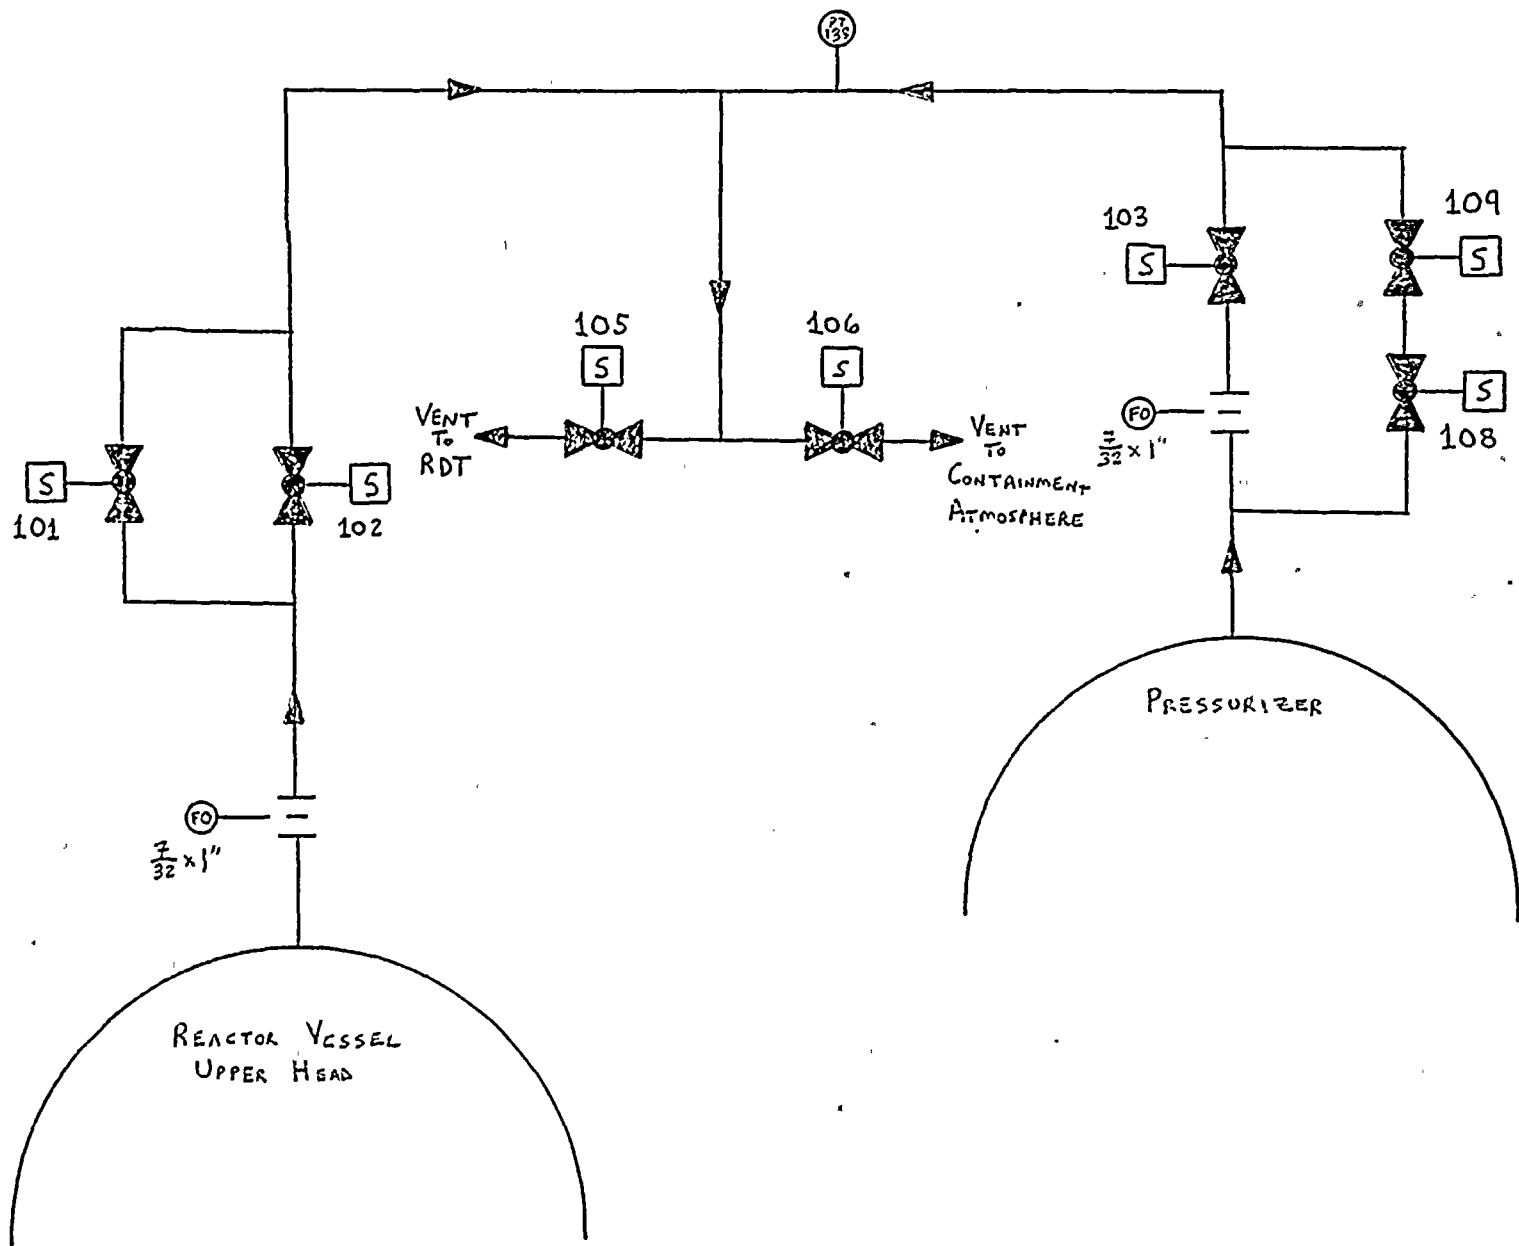 PT
103
109
S
S
105
106
S
S
VENT
TO
RDT
VENT
TO
CONTAINMENT
ATMOSPHERE
FO
7/32 x 1"
S
108
S
S
101
102
PRESSURIZER
FO
7/32 x 1"
REACTOR VESSEL
UPPER HEAD